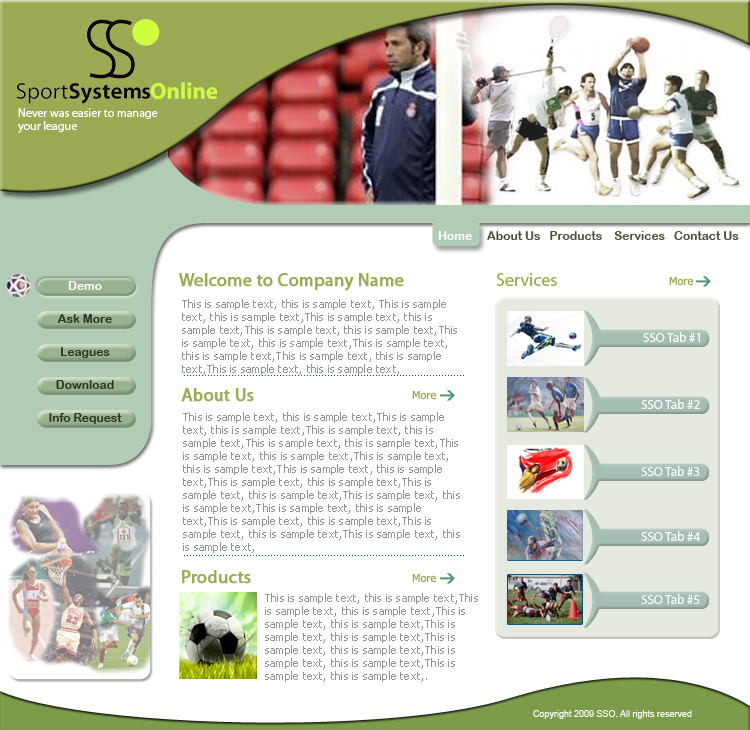 SportSystemsOnline
Never was easier to manage
your league
Home
About Us
Products
Services
Contact Us
Demo
Ask More
Leagues
Download
Info Request
Welcome to Company Name
This is sample text, this is sample text, This is sample
text, this is sample text,This is sample text, this is
sample text,This is sample text, this is sample text,This
is sample text, this is sample text,This is sample text,
this is sample text,This is sample text, this is sample
text,This is sample text, this is sample text,
About Us
More
This is sample text, this is sample text,This is sample
text, this is sample text,This is sample text, this is
sample text,This is sample text, this is sample text,This
is sample text, this is sample text,This is sample text,
this is sample text,This is sample text, this is sample
text,This is sample text, this is sample text,This is
sample text, this is sample text,This is sample text, this
is sample text,This is sample text, this is sample
text,This is sample text, this is sample text,This is
sample text, this is sample text,This is sample text, this
is sample text,
Products
More
This is sample text, this is sample text,This
is sample text, this is sample text,This is
sample text, this is sample text,This is
sample text, this is sample text,This is
sample text, this is sample text,This is
sample text, this is sample text,This is
sample text, this is sample text,.
Services
More
SSO Tab #1
SSO Tab #2
SSO Tab #3
SSO Tab #4
SSO Tab #5
23
Copyright 2009 SSO. All rights reserved